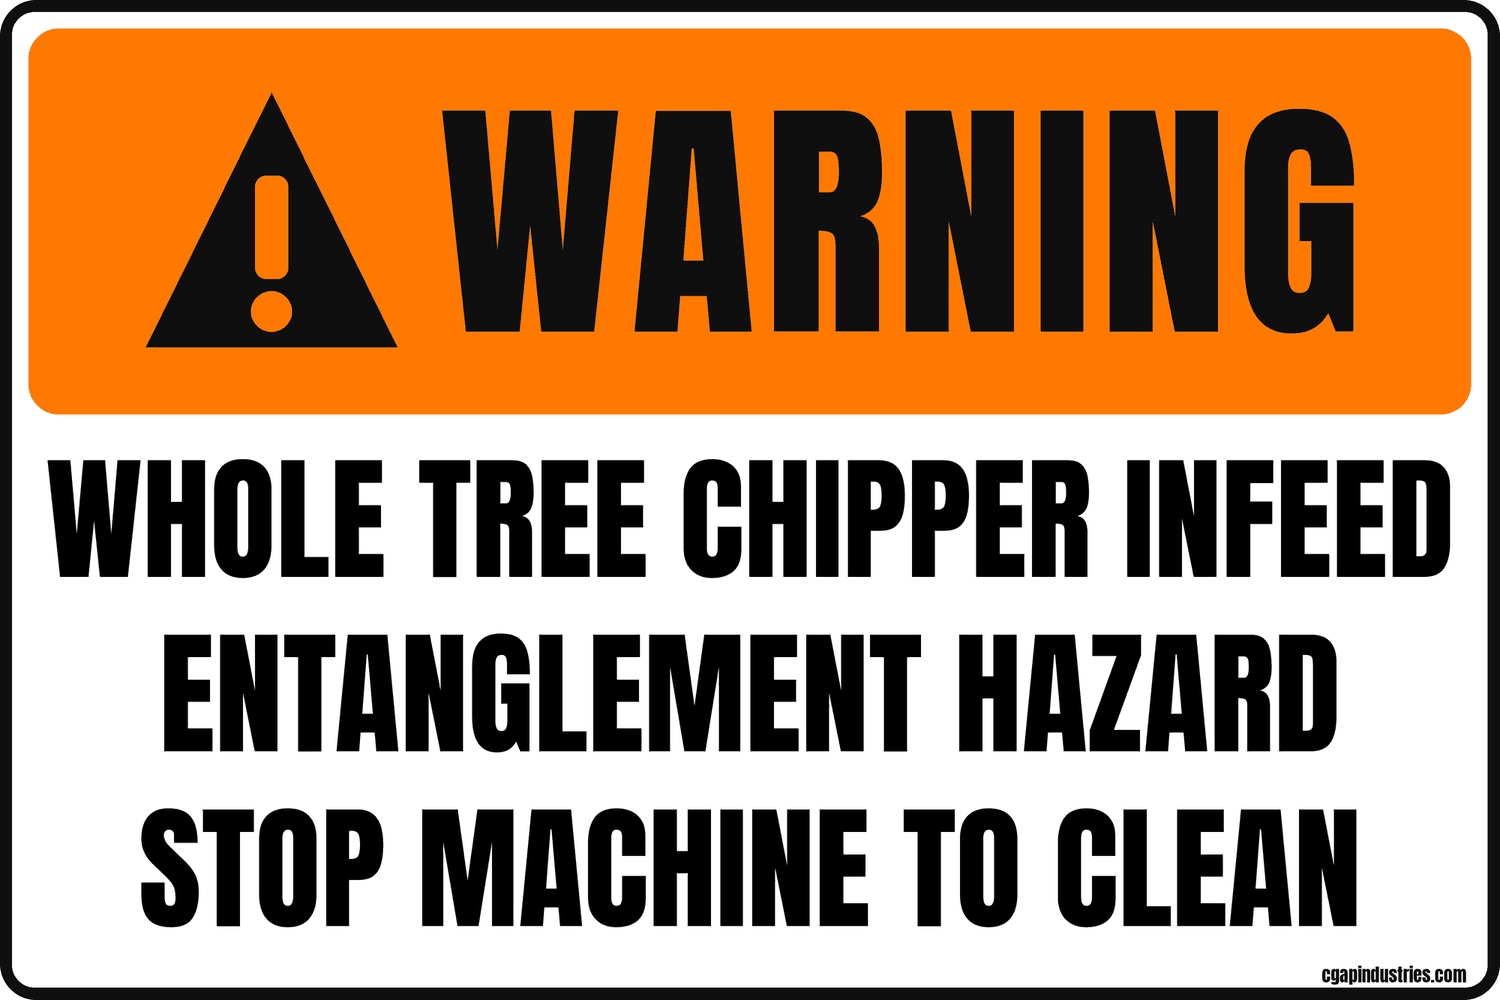 WARNING
WHOLE TREE CHIPPER INFEED
ENTANGLEMENT HAZARD
STOP MACHINE TO CLEAN
cgapindustries.com